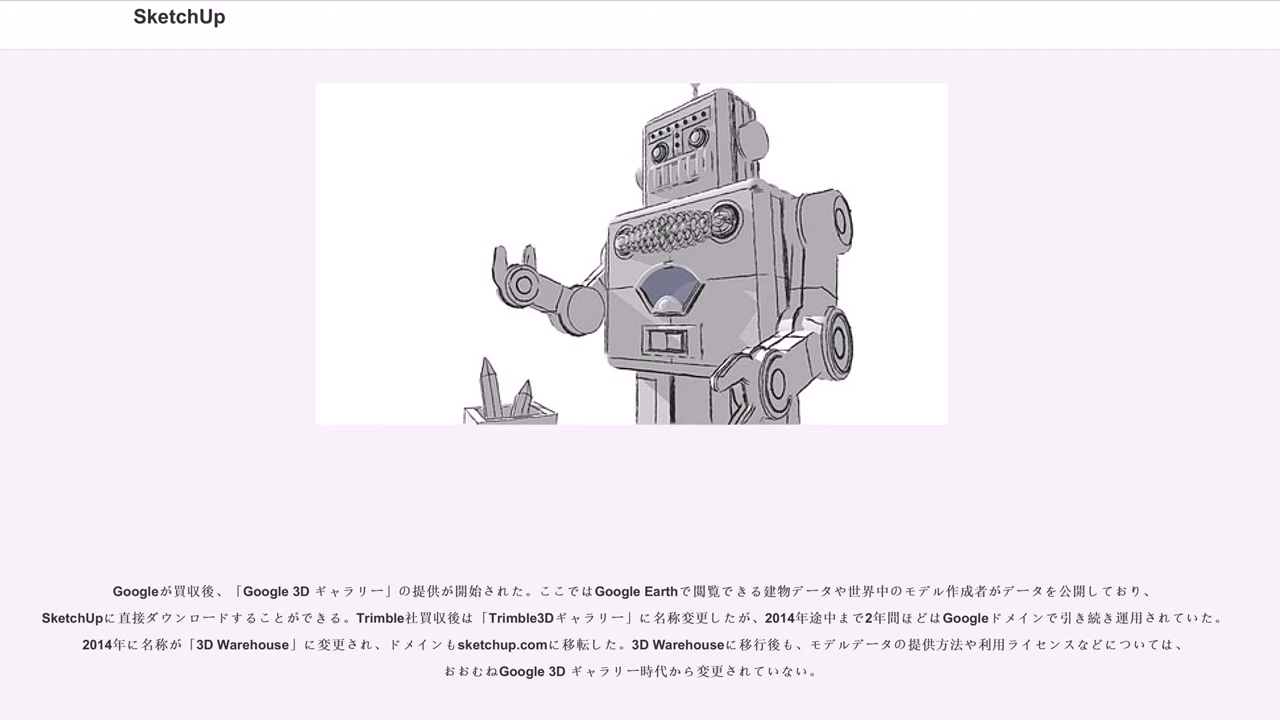 SketchUp
Googleが買収後、「Google 3D ギャラリー」の提供が開始された。ここではGoogle Earthで閲覧できる建物データや世界中のモデル作成者がデータを公開しており、
SketchUpに直接ダウンロードすることができる。Trimble社買収後は「Trimble3Dギャラリー」に名称変更したが、2014年途中まで2年間ほどはGoogleドメインで引き続き運用されていた。
2014年に名称が「3D Warehouse」に変更され、ドメインもsketchup.comに移転した。3D Warehouseに移行後も、モデルデータの提供方法や利用ライセンスなどについては、
おおむねGoogle 3D ギャラリー時代から変更されていない。